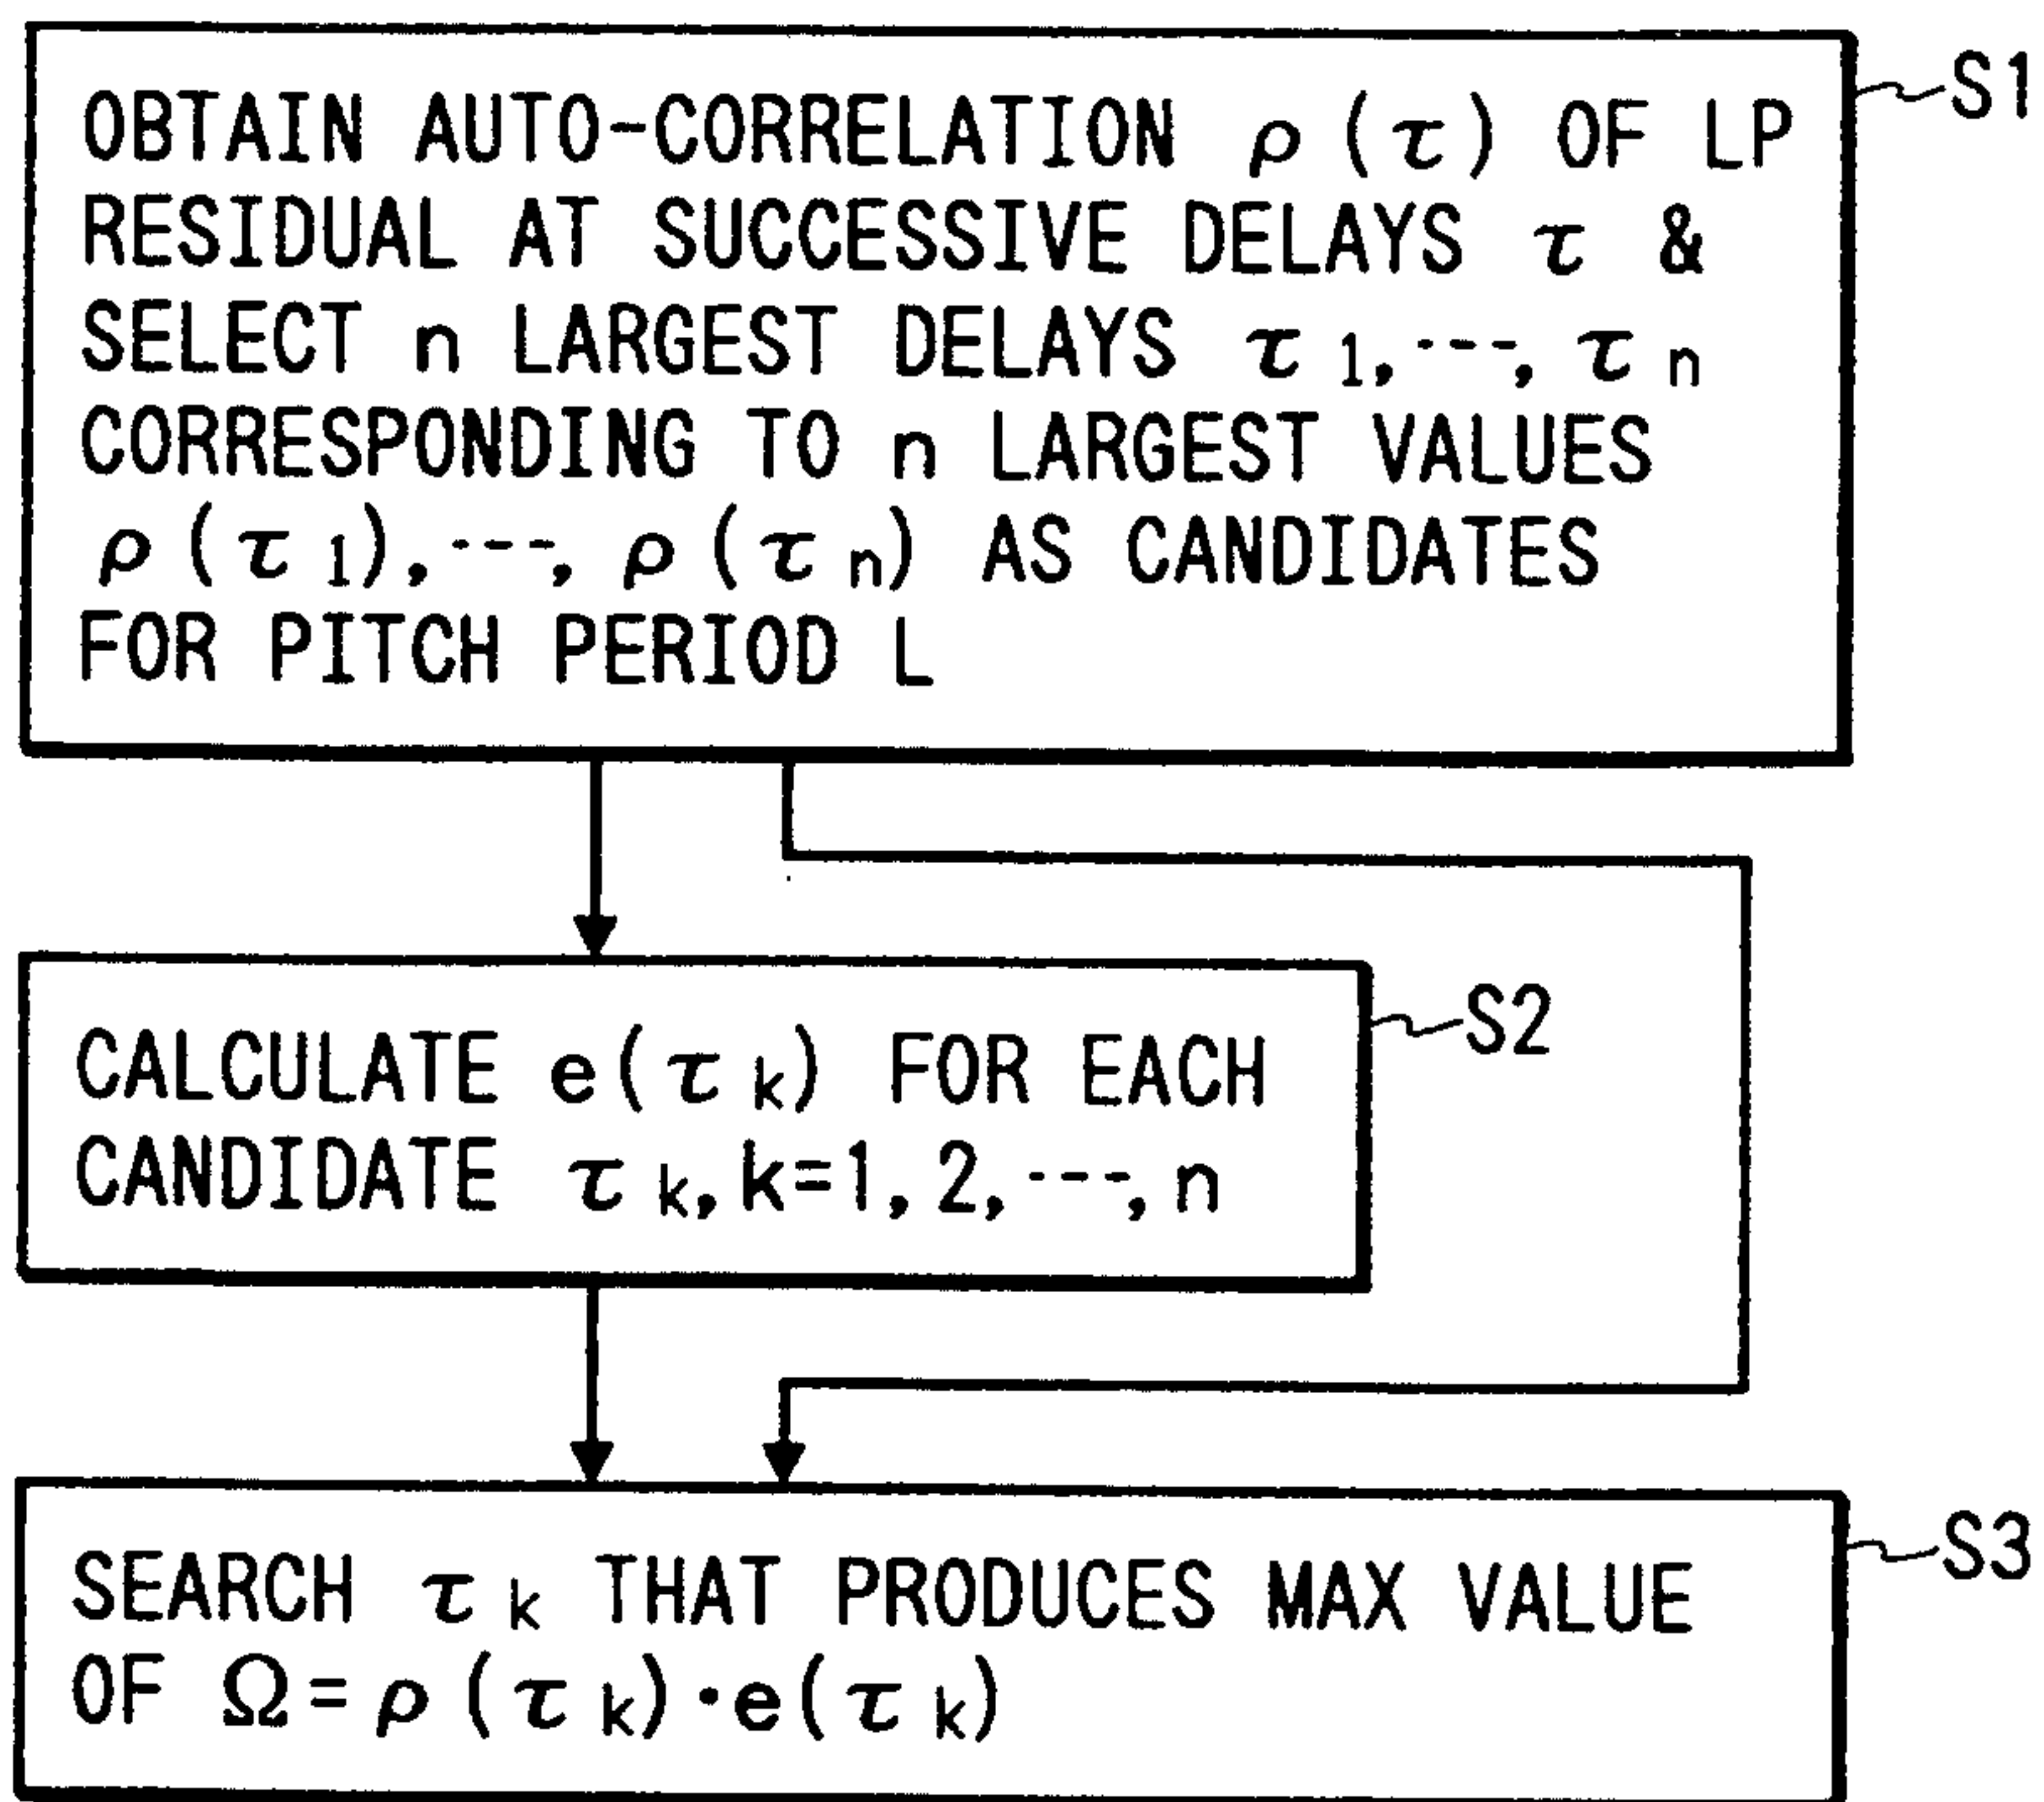 OBTAIN AUTO-CORRELATION ρ(τ) OF LP
S1
RESIDUAL AT SUCCESSIVE DELAYS τ &
SELECT n LARGEST DELAYS τ1,---, τn
CORRESPONDING TO n LARGEST VALUES
ρ(τ1),---, ρ(τn) AS CANDIDATES
FOR PITCH PERIOD L
CALCULATE e(τk) FOR EACH
S2
CANDIDATE τk, k=1, 2, ---, n
SEARCH τk THAT PRODUCES MAX VALUE
S3
OF Ω=ρ(τk)·e(τk)